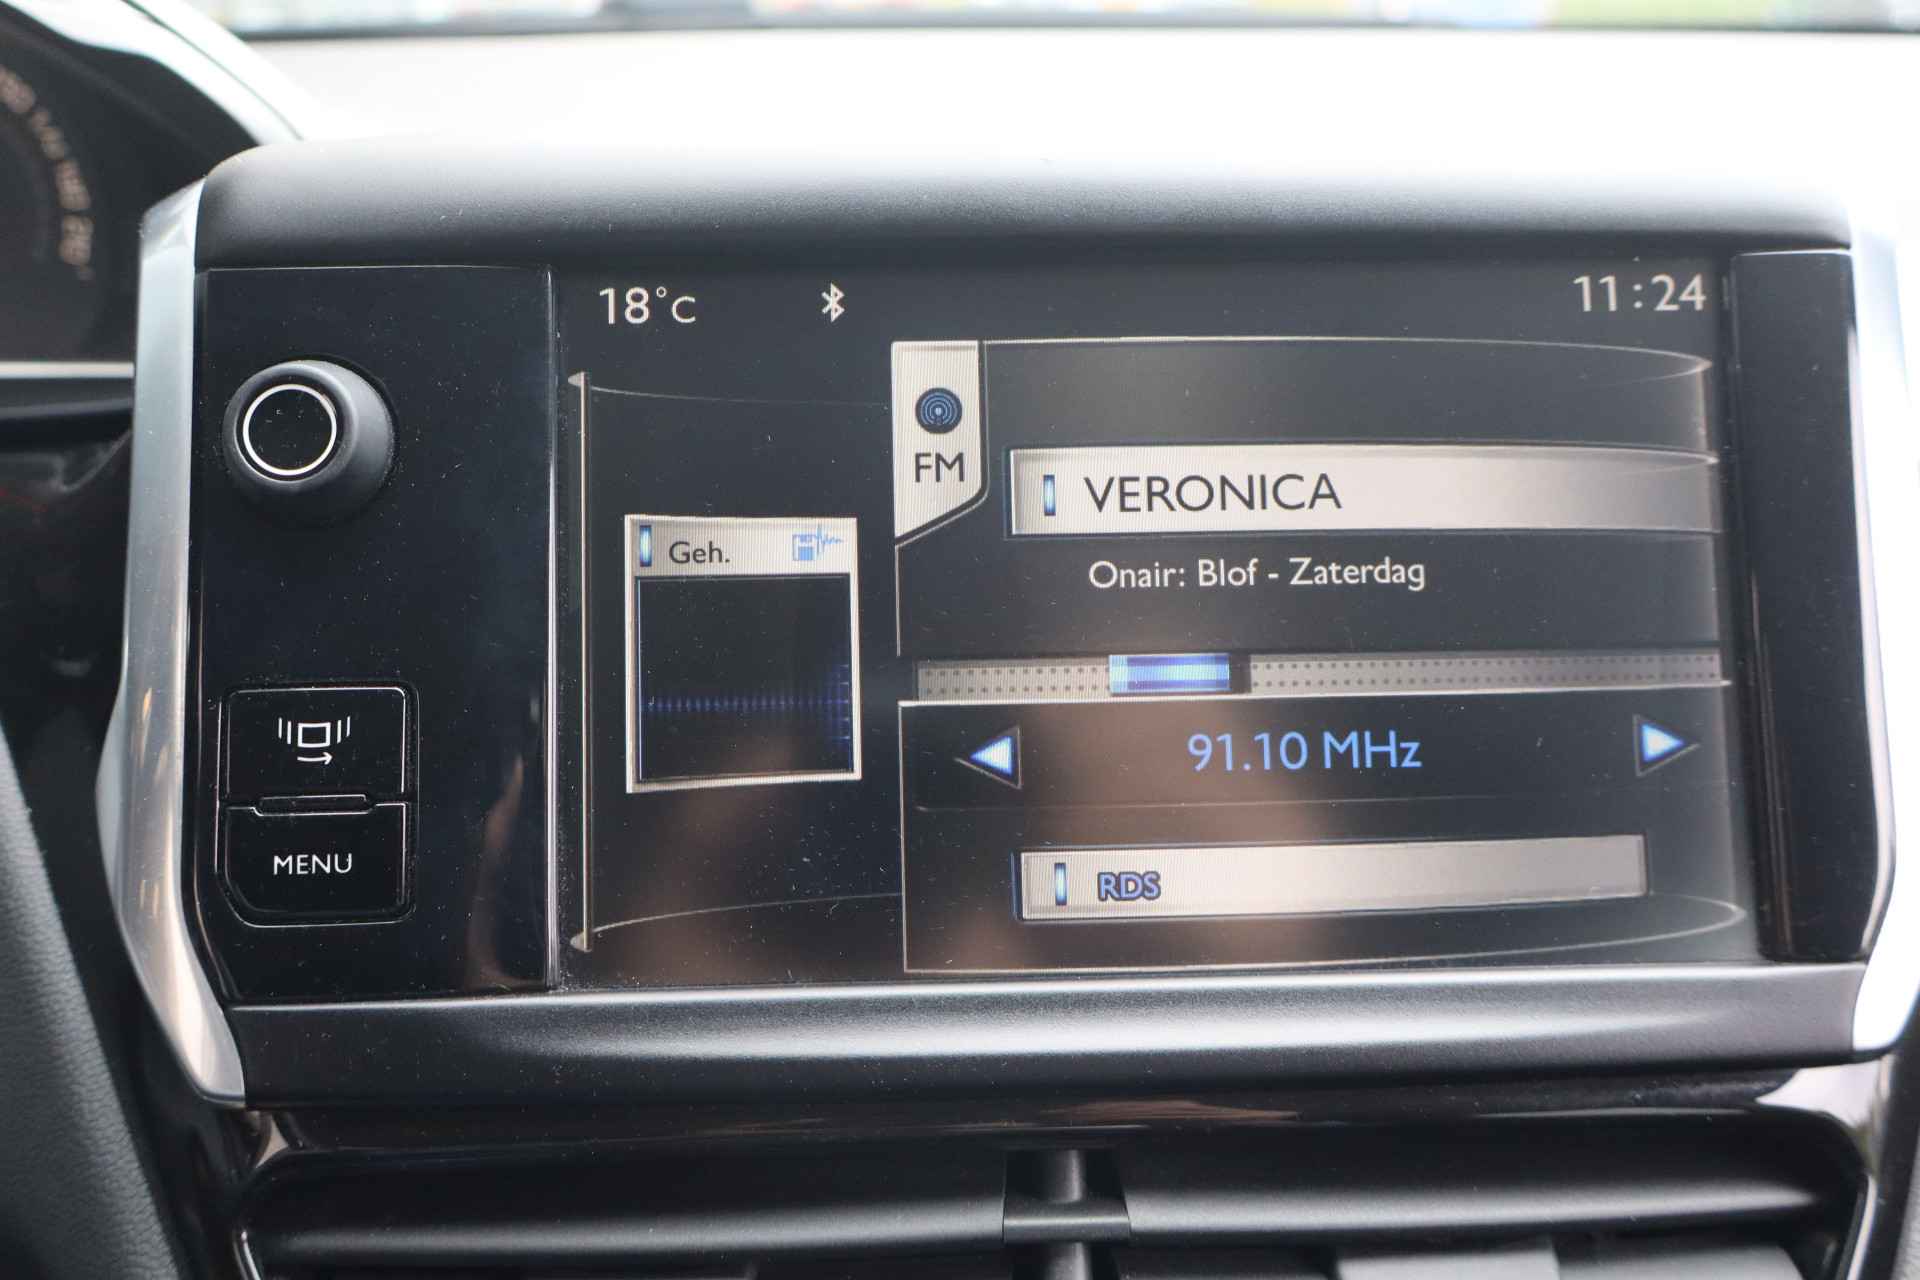 18°C
11:24
FM
VERONICA
Geh.
Onair: Blof - Zaterdag
91.10 MHz
MENU
RDS